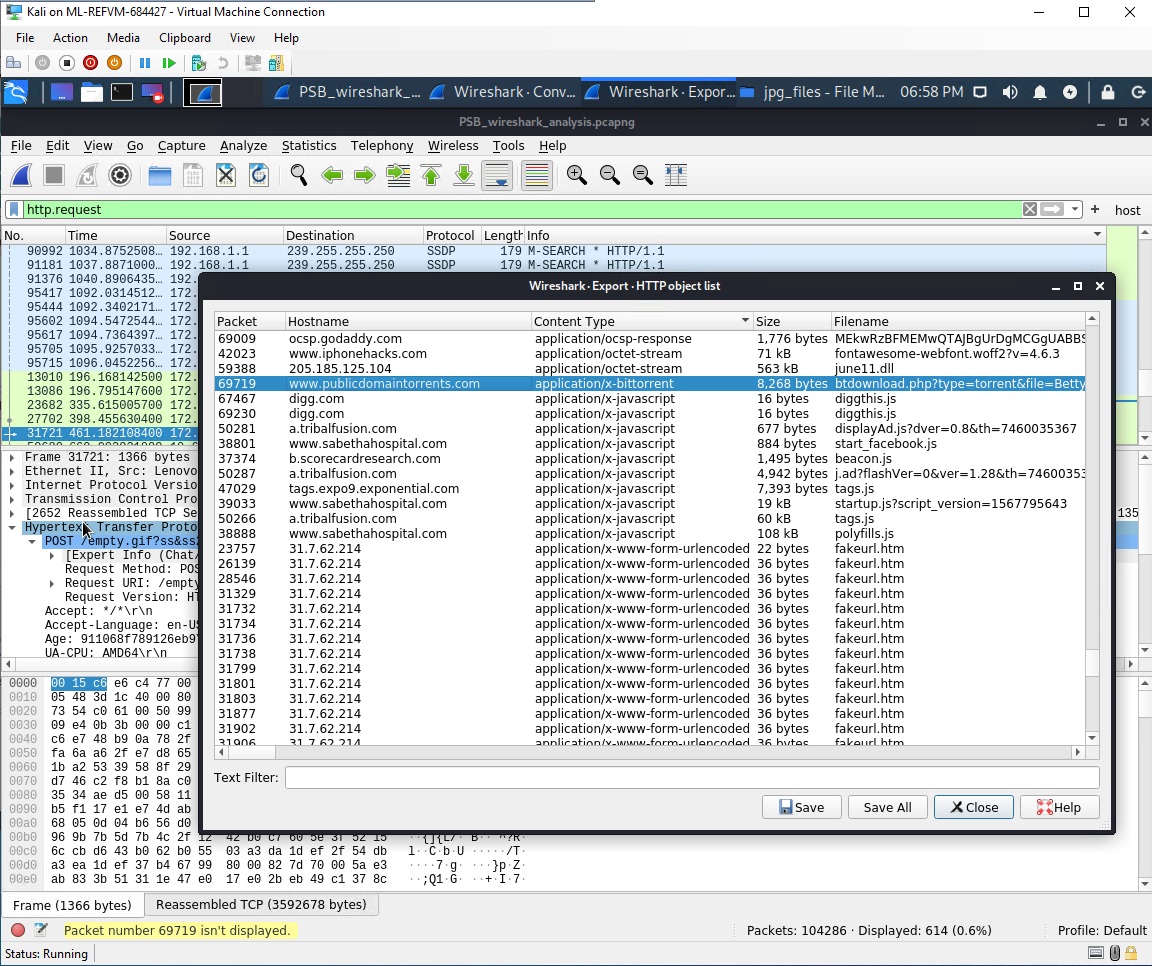 Kali on ML-REFVM-684427 - Virtual Machine Connection
File Action Media Clipboard View Help
PSB_wireshark_... Wireshark · Conv... Wireshark · Expor... jpg_files - File M... 06:58 PM
PSB_wireshark_analysis.pcapng
File Edit View Go Capture Analyze Statistics Telephony Wireless Tools Help
http.request + host
No. Time Source Destination Protocol Length Info
90992 1034.8752508... 192.168.1.1 239.255.255.250 SSDP 179 M-SEARCH * HTTP/1.1
91181 1037.8871000... 192.168.1.1 239.255.255.250 SSDP 179 M-SEARCH * HTTP/1.1
91376 1040.8906435... 192.
95417 1092.0314512... 172.
95444 1092.3402171... 172.
95602 1094.5472544... 172.
95617 1094.7364397... 172.
95705 1095.9257033... 172.
95715 1096.0452256... 172.
13010 196.168142500 172.
13086 196.795147600 172.
23682 335.615005700 172.
27702 398.455630400 172.
31721 461.182108400 172.
Frame 31721: 1366 bytes
Ethernet II, Src: Lenovo
Internet Protocol Versio
Transmission Control Pro
[2652 Reassembled TCP Se
Hypertext Transfer Proto
POST /empty.gif?ss&ss
[Expert Info (Chat/
Request Method: POS
Request URI: /empty
Request Version: HT
Accept: */*\r\n
Accept-Language: en-US
Age: 911068f789126eb9
UA-CPU: AMD64\r\n
135
Wireshark · Export · HTTP object list
Packet Hostname Content Type Size Filename
69009 ocsp.godaddy.com application/ocsp-response 1,776 bytes MEkwRzBFMEMwQTAJBgUrDgMCGgUABBS
42023 www.iphonehacks.com application/octet-stream 71 kB fontawesome-webfont.woff2?v=4.6.3
59388 205.185.125.104 application/octet-stream 563 kB june11.dll
69719 www.publicdomaintorrents.com application/x-bittorrent 8,268 bytes btdownload.php?type=torrent&file=Betty
67467 digg.com application/x-javascript 16 bytes diggthis.js
69230 digg.com application/x-javascript 16 bytes diggthis.js
50281 a.tribalfusion.com application/x-javascript 677 bytes displayAd.js?dver=0.8&th=7460035367
38801 www.sabethahospital.com application/x-javascript 884 bytes start_facebook.js
37374 b.scorecardresearch.com application/x-javascript 1,495 bytes beacon.js
50287 a.tribalfusion.com application/x-javascript 4,942 bytes j.ad?flashVer=0&ver=1.28&th=74600353
47029 tags.expo9.exponential.com application/x-javascript 7,393 bytes tags.js
39033 www.sabethahospital.com application/x-javascript 19 kB startup.js?script_version=1567795643
50266 a.tribalfusion.com application/x-javascript 60 kB tags.js
38888 www.sabethahospital.com application/x-javascript 108 kB polyfills.js
23757 31.7.62.214 application/x-www-form-urlencoded 22 bytes fakeurl.htm
26139 31.7.62.214 application/x-www-form-urlencoded 36 bytes fakeurl.htm
28546 31.7.62.214 application/x-www-form-urlencoded 36 bytes fakeurl.htm
31329 31.7.62.214 application/x-www-form-urlencoded 36 bytes fakeurl.htm
31732 31.7.62.214 application/x-www-form-urlencoded 36 bytes fakeurl.htm
31734 31.7.62.214 application/x-www-form-urlencoded 36 bytes fakeurl.htm
31736 31.7.62.214 application/x-www-form-urlencoded 36 bytes fakeurl.htm
31738 31.7.62.214 application/x-www-form-urlencoded 36 bytes fakeurl.htm
31799 31.7.62.214 application/x-www-form-urlencoded 36 bytes fakeurl.htm
31801 31.7.62.214 application/x-www-form-urlencoded 36 bytes fakeurl.htm
31803 31.7.62.214 application/x-www-form-urlencoded 36 bytes fakeurl.htm
31877 31.7.62.214 application/x-www-form-urlencoded 36 bytes fakeurl.htm
31902 31.7.62.214 application/x-www-form-urlencoded 36 bytes fakeurl.htm
31906 31.7.62.214 application/x-www-form-urlencoded 36 bytes fakeurl.htm
Text Filter:
Save Save All Close Help
0000 00 15 c6 e6 c4 77 00
0010 05 48 3d 1c 40 00 80
0020 73 54 c0 61 00 50 99
0030 09 e4 0b 3b 00 00 c1
0040 c6 e7 48 b9 0a 78 2f
0050 fa 6a a6 2f e7 d8 65
0060 1b a2 53 39 58 8f 29
0070 d7 46 c2 f8 b1 8a c0
0080 35 34 ae d5 00 58 11
0090 b5 f1 17 e1 e7 4d ab
00a0 68 05 0d 04 b6 56 d0
00b0 96 9b 7b 5d 7b 4c 2f 12 42 b0 c7 60 5e 3f 52 15 ··{]{L/· B··`^?R·
00c0 6c cb d6 43 b0 62 b0 55 03 a3 da 1d ef 2f 54 db l··C·b·U ·····/T·
00d0 a3 ea 1d ef 37 b4 67 99 80 00 82 7d 70 00 5a e3 ····7·g· ···}p·Z·
00e0 ab 83 3b 51 31 1e 47 e0 17 e0 2b eb 49 c1 37 8c ··;Q1·G· ··+·I·7·
Frame (1366 bytes) Reassembled TCP (3592678 bytes)
Packet number 69719 isn't displayed. Packets: 104286 · Displayed: 614 (0.6%) Profile: Default
Status: Running